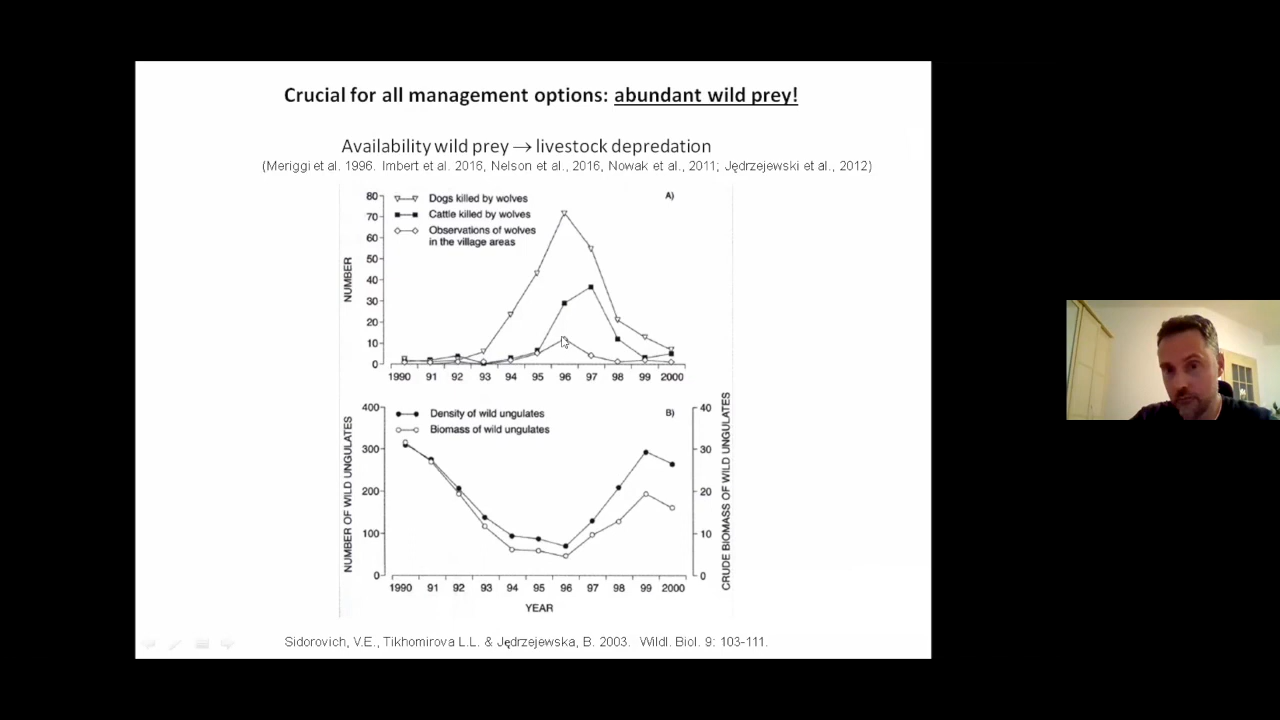 Crucial for all management options: abundant wild prey!
Availability wild prey → livestock depredation
(Meriggi et al. 1996. Imbert et al. 2016, Nelson et al., 2016, Nowak et al., 2011; Jędrzejewski et al., 2012)
A)
Dogs killed by wolves
Cattle killed by wolves
Observations of wolves
in the village areas
NUMBER
80
70
60
50
40
30
20
10
0
1990 91 92 93 94 95 96 97 98 99 2000
B)
Density of wild ungulates
Biomass of wild ungulates
NUMBER OF WILD UNGULATES
400
300
200
100
0
CRUDE BIOMASS OF WILD UNGULATES
40
30
20
10
0
1990 91 92 93 94 95 96 97 98 99 2000
YEAR
Sidorovich, V.E., Tikhomirova L.L. & Jędrzejewska, B. 2003. Wildl. Biol. 9: 103-111.